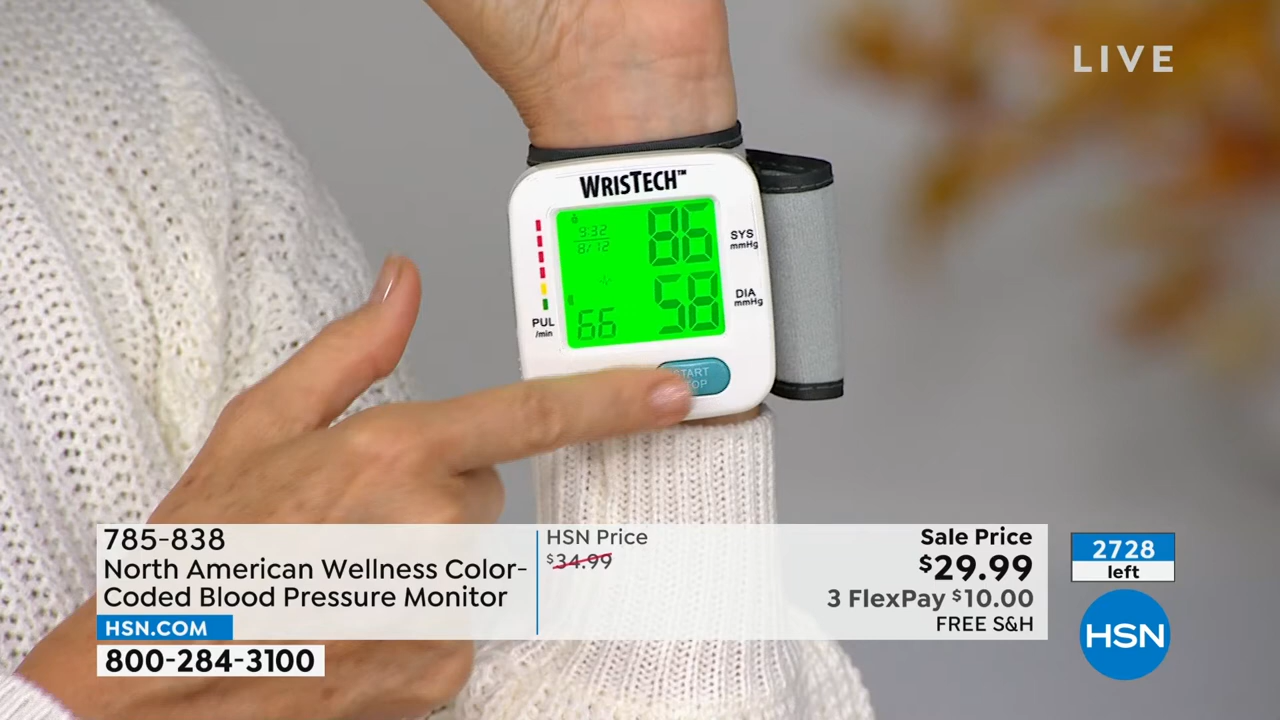 LIVE
WRISTECH™
9:32
8/12
86
SYS
mmHg
58
DIA
mmHg
PUL
/min
66
START
785-838
North American Wellness Color-
Coded Blood Pressure Monitor
HSN.COM
800-284-3100
HSN Price
$34.99
Sale Price
$29.99
3 FlexPay $10.00
FREE S&H
2728
left
HSN